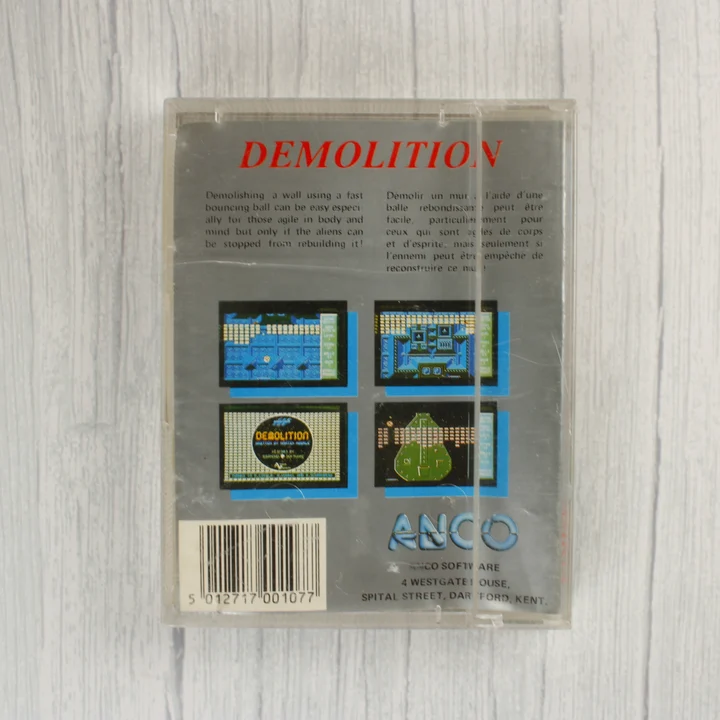 DEMOLITION
Demolishing a wall using a fast
bouncing ball can be easy especi-
ally for those agile in body and
mind but only if the aliens can
be stopped from rebuilding it!
Demolir un mur a l'aide d'une
balle rebondissante peut être
facile, particulierement pour
ceux qui sont agiles de corps
et d'esprite, mais seulement si
l'ennemi peut être empêche de
reconstruire ce mur!
DEMOLITION
ANCO
ANCO SOFTWARE
4 WESTGATE HOUSE,
SPITAL STREET, DARTFORD, KENT.
5 012717 001077